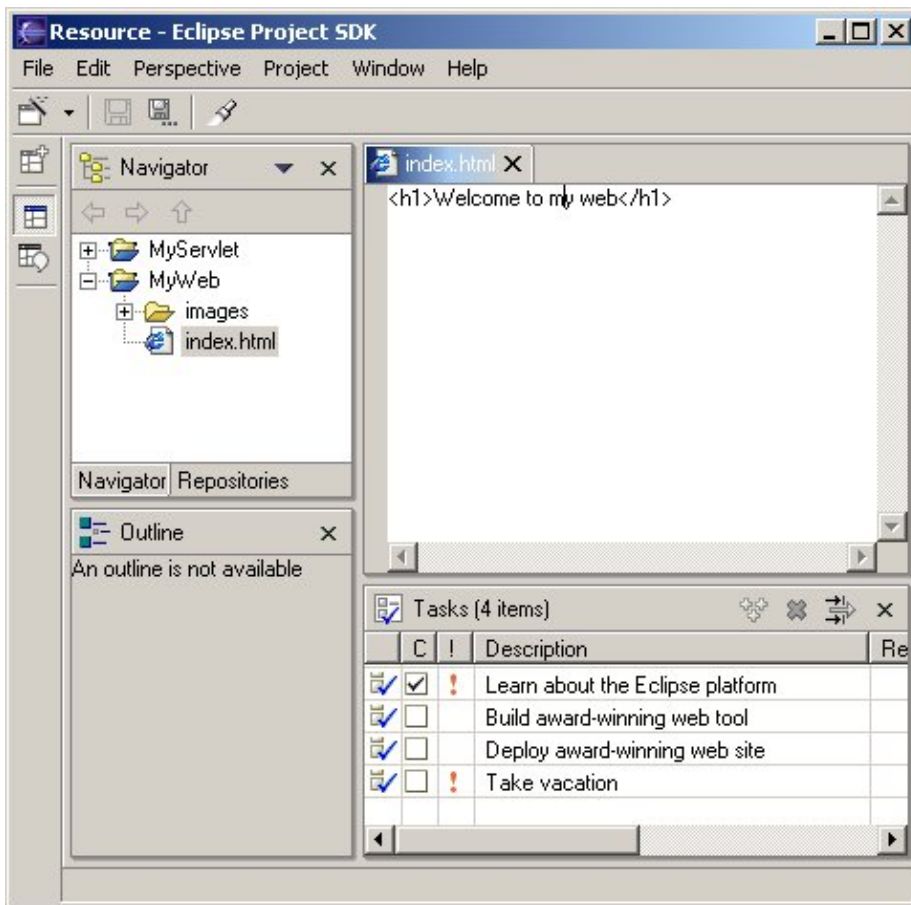 Resource - Eclipse Project SDK
File Edit Perspective Project Window Help
Navigator
MyServlet
MyWeb
images
index.html
Navigator Repositories
Outline
An outline is not available
index.html
<h1>Welcome to my web</h1>
Tasks (4 items)
C ! Description Re
! Learn about the Eclipse platform
Build award-winning web tool
Deploy award-winning web site
! Take vacation